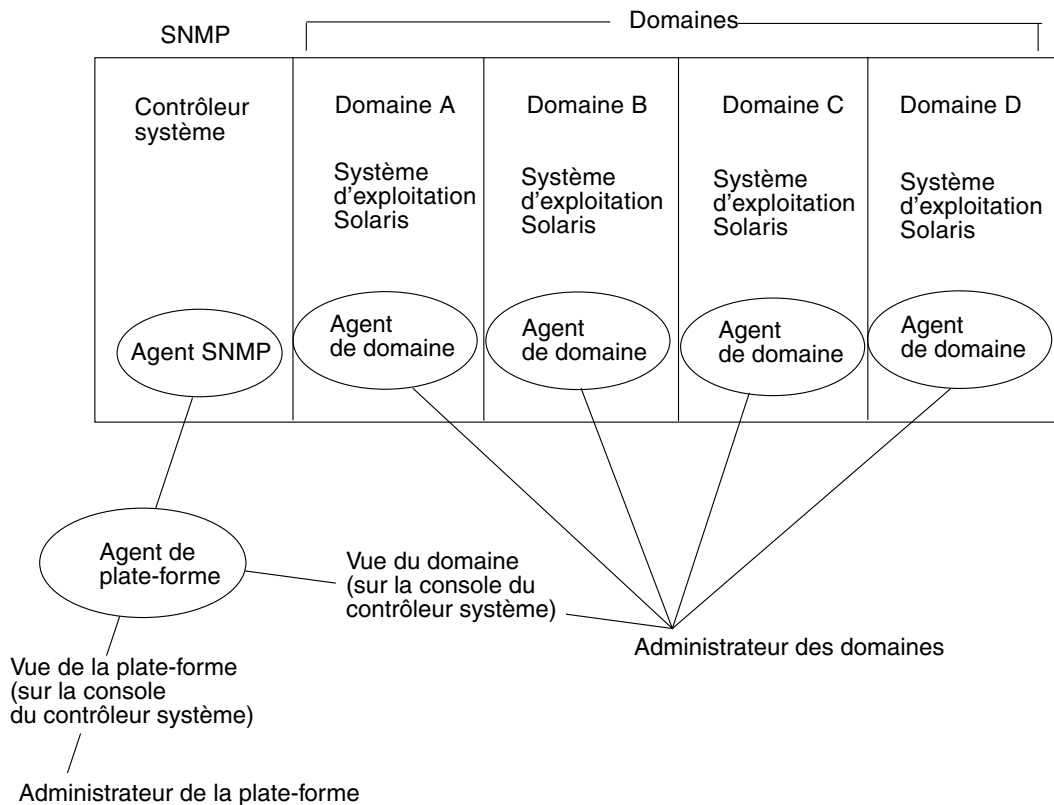 SNMP
Domaines
Contrôleur
système
Domaine A
Système
d'exploitation
Solaris
Domaine B
Système
d'exploitation
Solaris
Domaine C
Système
d'exploitation
Solaris
Domaine D
Système
d'exploitation
Solaris
Agent SNMP
Agent
de domaine
Agent
de domaine
Agent
de domaine
Agent
de domaine
Agent de
plate-forme
Vue du domaine
(sur la console du
contrôleur système)
Administrateur des domaines
Vue de la plate-forme
(sur la console
du contrôleur système)
Administrateur de la plate-forme